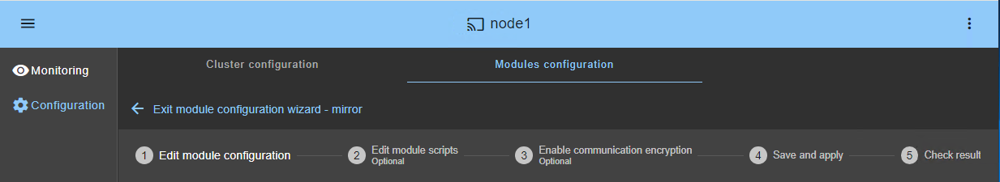 node1
Monitoring
Configuration
Cluster configuration
Modules configuration
Exit module configuration wizard - mirror
1 Edit module configuration
2 Edit module scripts
Optional
3 Enable communication encryption
Optional
4 Save and apply
5 Check result